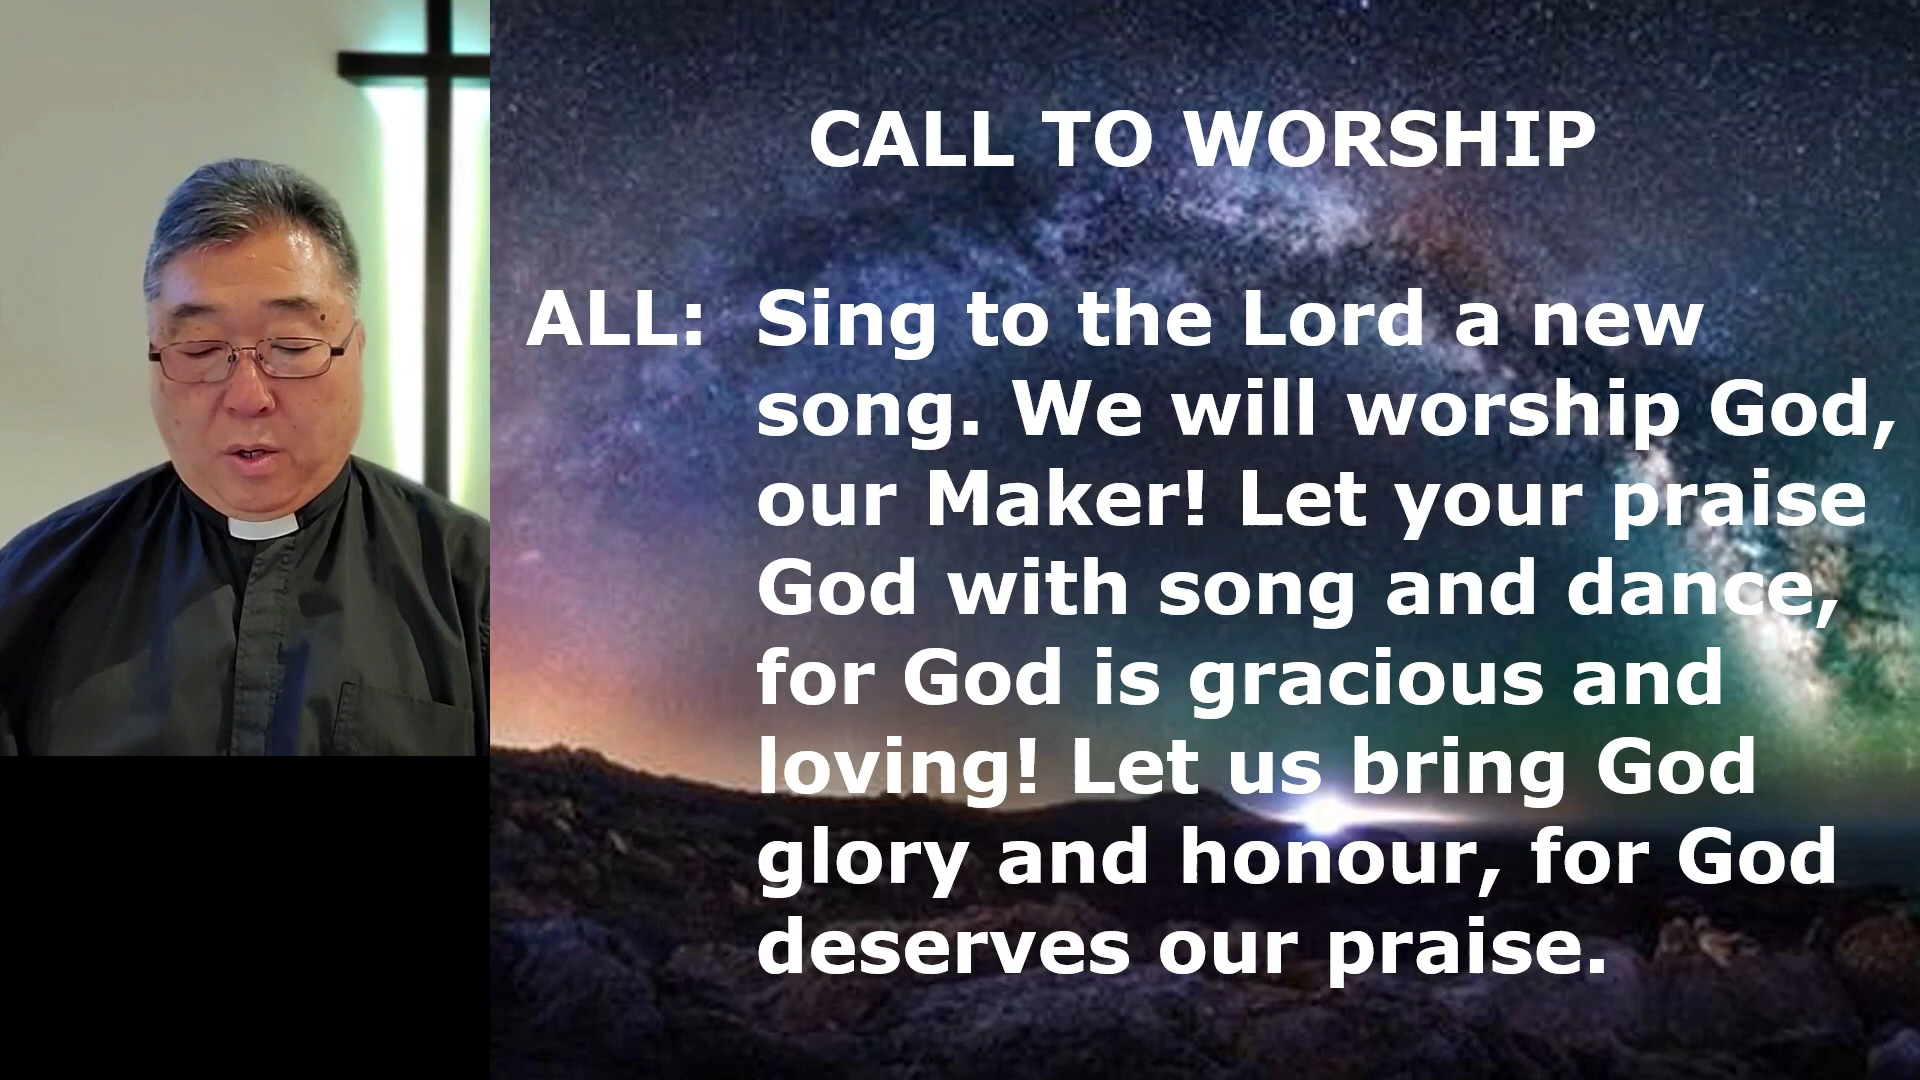 CALL TO WORSHIP
ALL: Sing to the Lord a new
song. We will worship God,
our Maker! Let your praise
God with song and dance,
for God is gracious and
loving! Let us bring God
glory and honour, for God
deserves our praise.